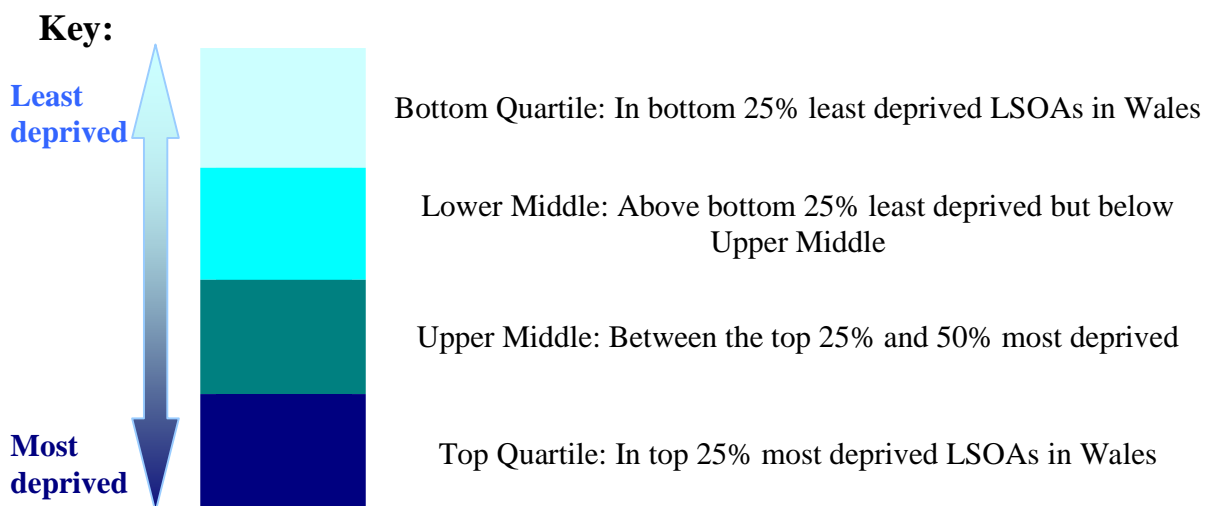 Key:
Least
deprived
Bottom Quartile: In bottom 25% least deprived LSOAs in Wales
Lower Middle: Above bottom 25% least deprived but below
Upper Middle
Upper Middle: Between the top 25% and 50% most deprived
Most
deprived
Top Quartile: In top 25% most deprived LSOAs in Wales